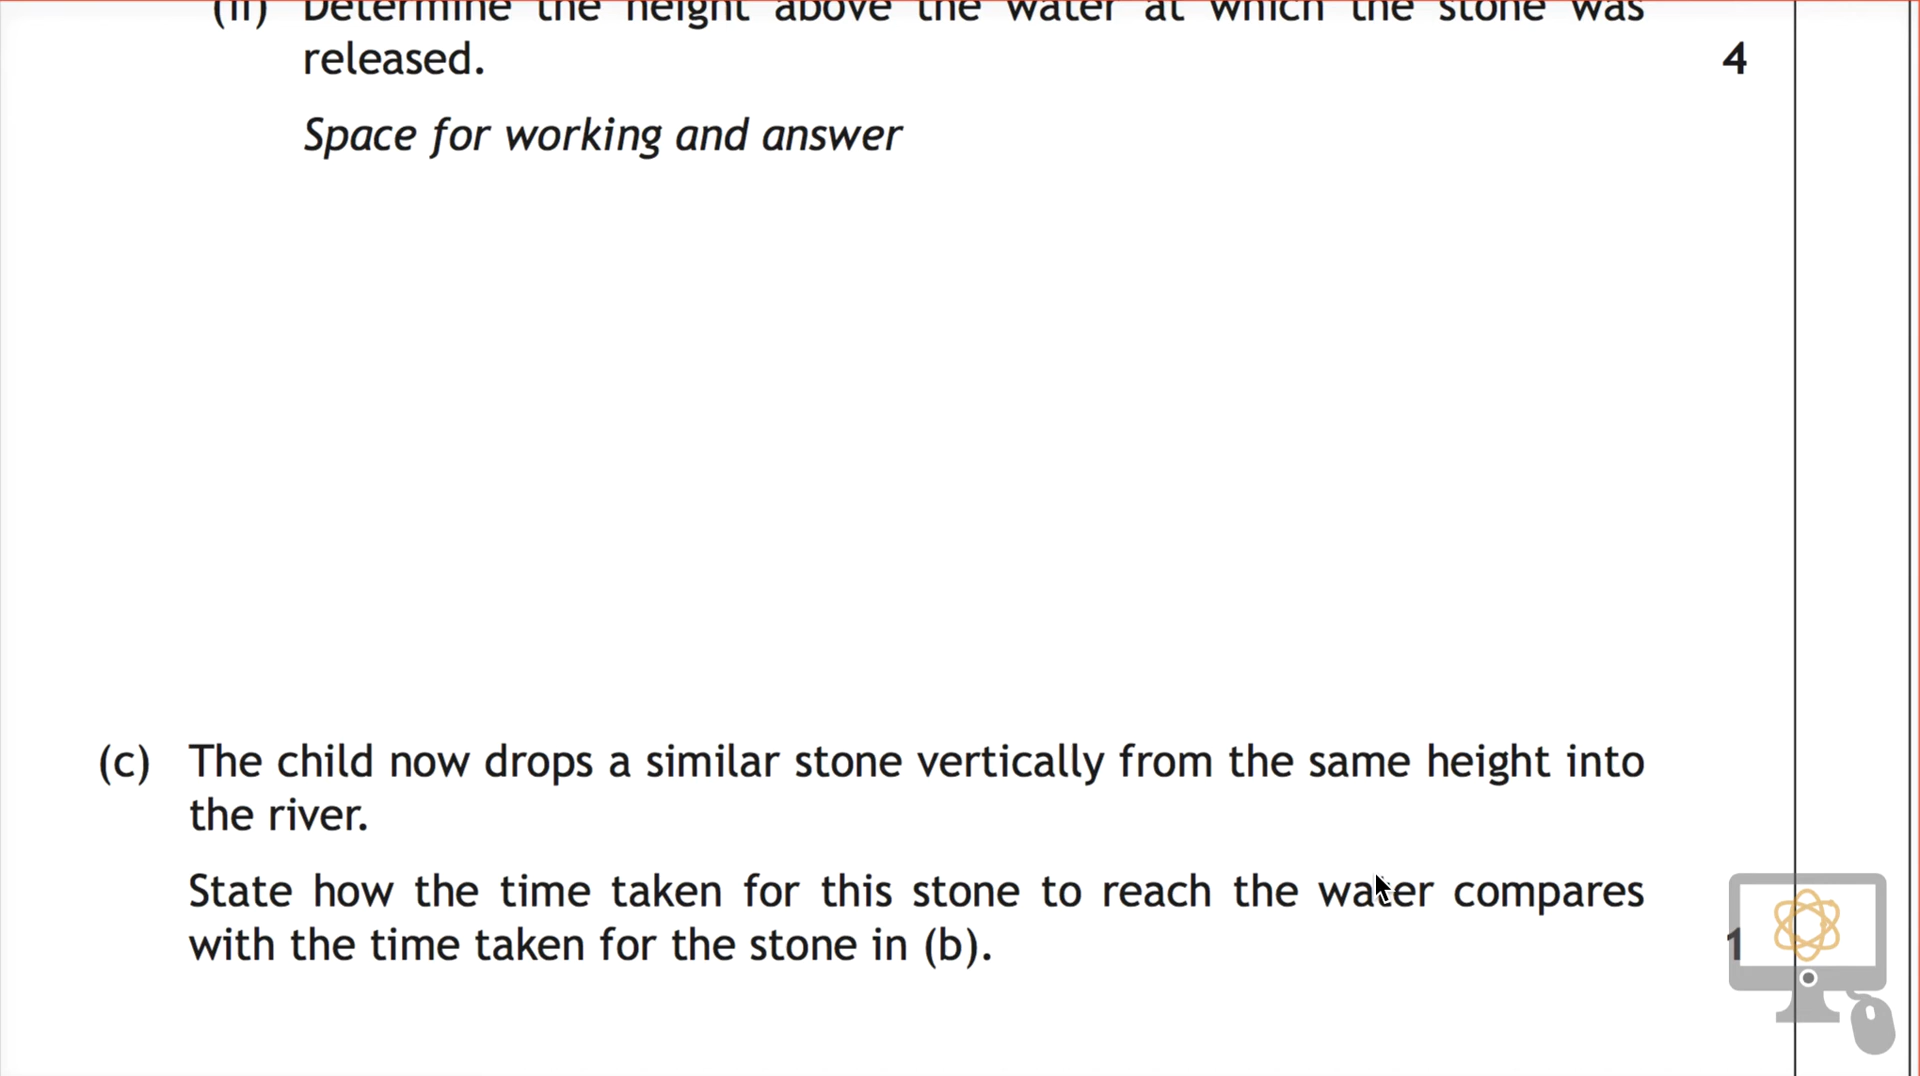 (ii) Determine the height above the water at which the stone was
released. 4
Space for working and answer
(c) The child now drops a similar stone vertically from the same height into
the river.
State how the time taken for this stone to reach the water compares
with the time taken for the stone in (b). 1